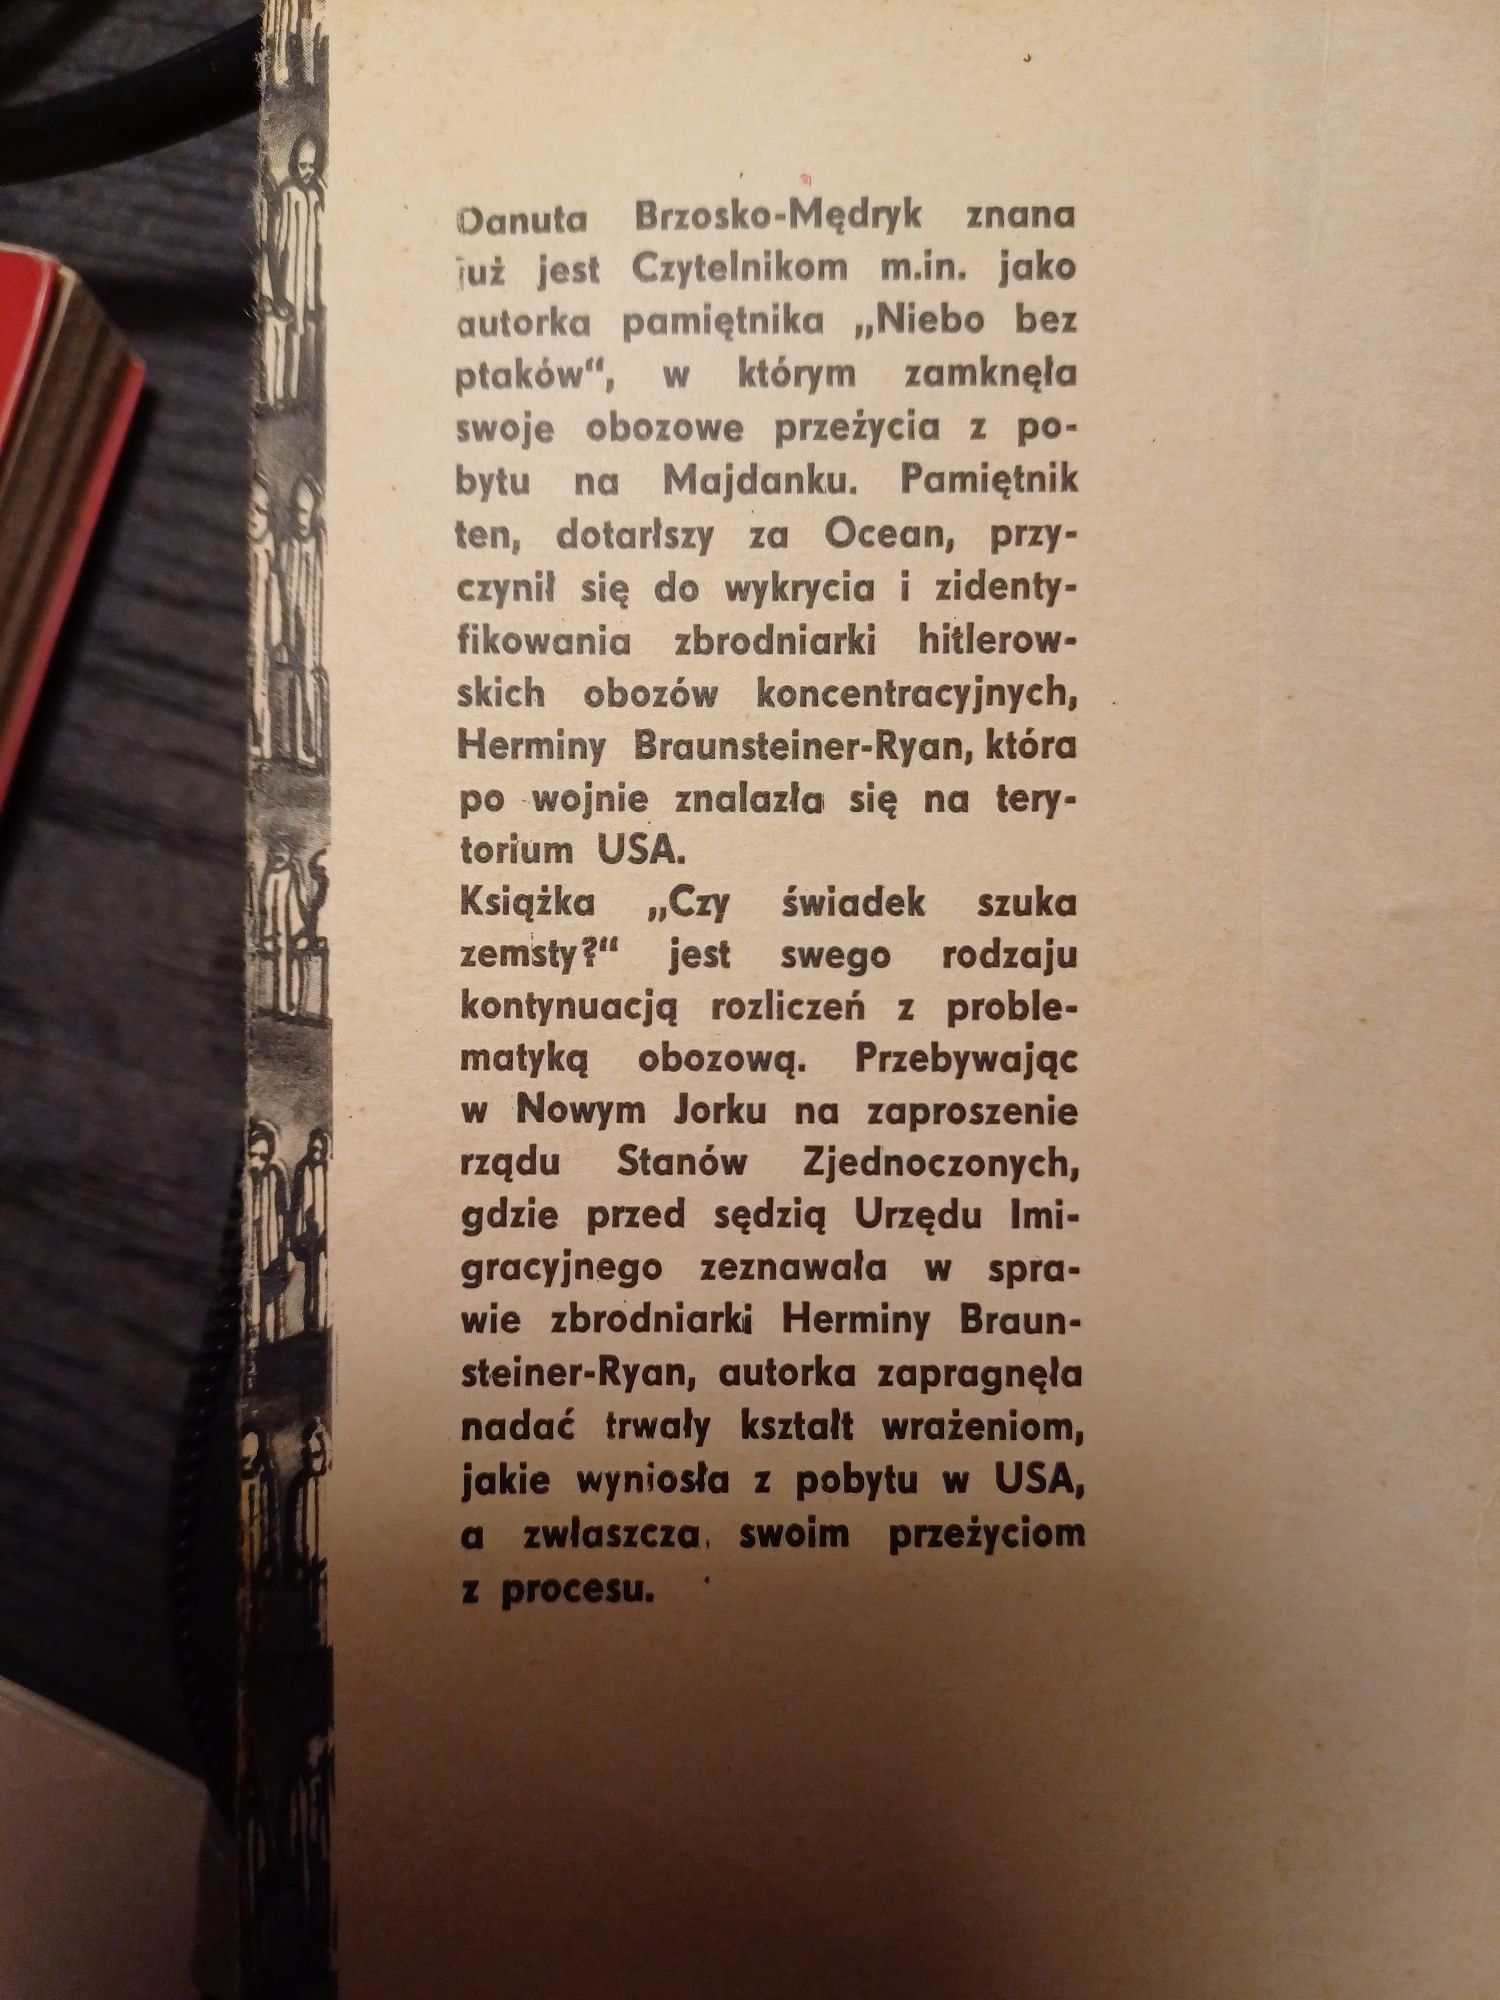 Danuta Brzosko-Mędryk znana
już jest Czytelnikom m.in. jako
autorka pamiętnika „Niebo bez
ptaków“, w którym zamknęła
swoje obozowe przeżycia z po-
bytu na Majdanku. Pamiętnik
ten, dotarłszy za Ocean, przy-
czynił się do wykrycia i zidenty-
fikowania zbrodniarki hitlerow-
skich obozów koncentracyjnych,
Herminy Braunsteiner-Ryan, która
po wojnie znalazła się na tery-
torium USA.
Książka „Czy świadek szuka
zemsty?“ jest swego rodzaju
kontynuacją rozliczeń z proble-
matyką obozową. Przebywając
w Nowym Jorku na zaproszenie
rządu Stanów Zjednoczonych,
gdzie przed sędzią Urzędu Imi-
gracyjnego zeznawała w spra-
wie zbrodniarki Herminy Braun-
steiner-Ryan, autorka zapragnęła
nadać trwały kształt wrażeniom,
jakie wyniosła z pobytu w USA,
a zwłaszcza swoim przeżyciom
z procesu.